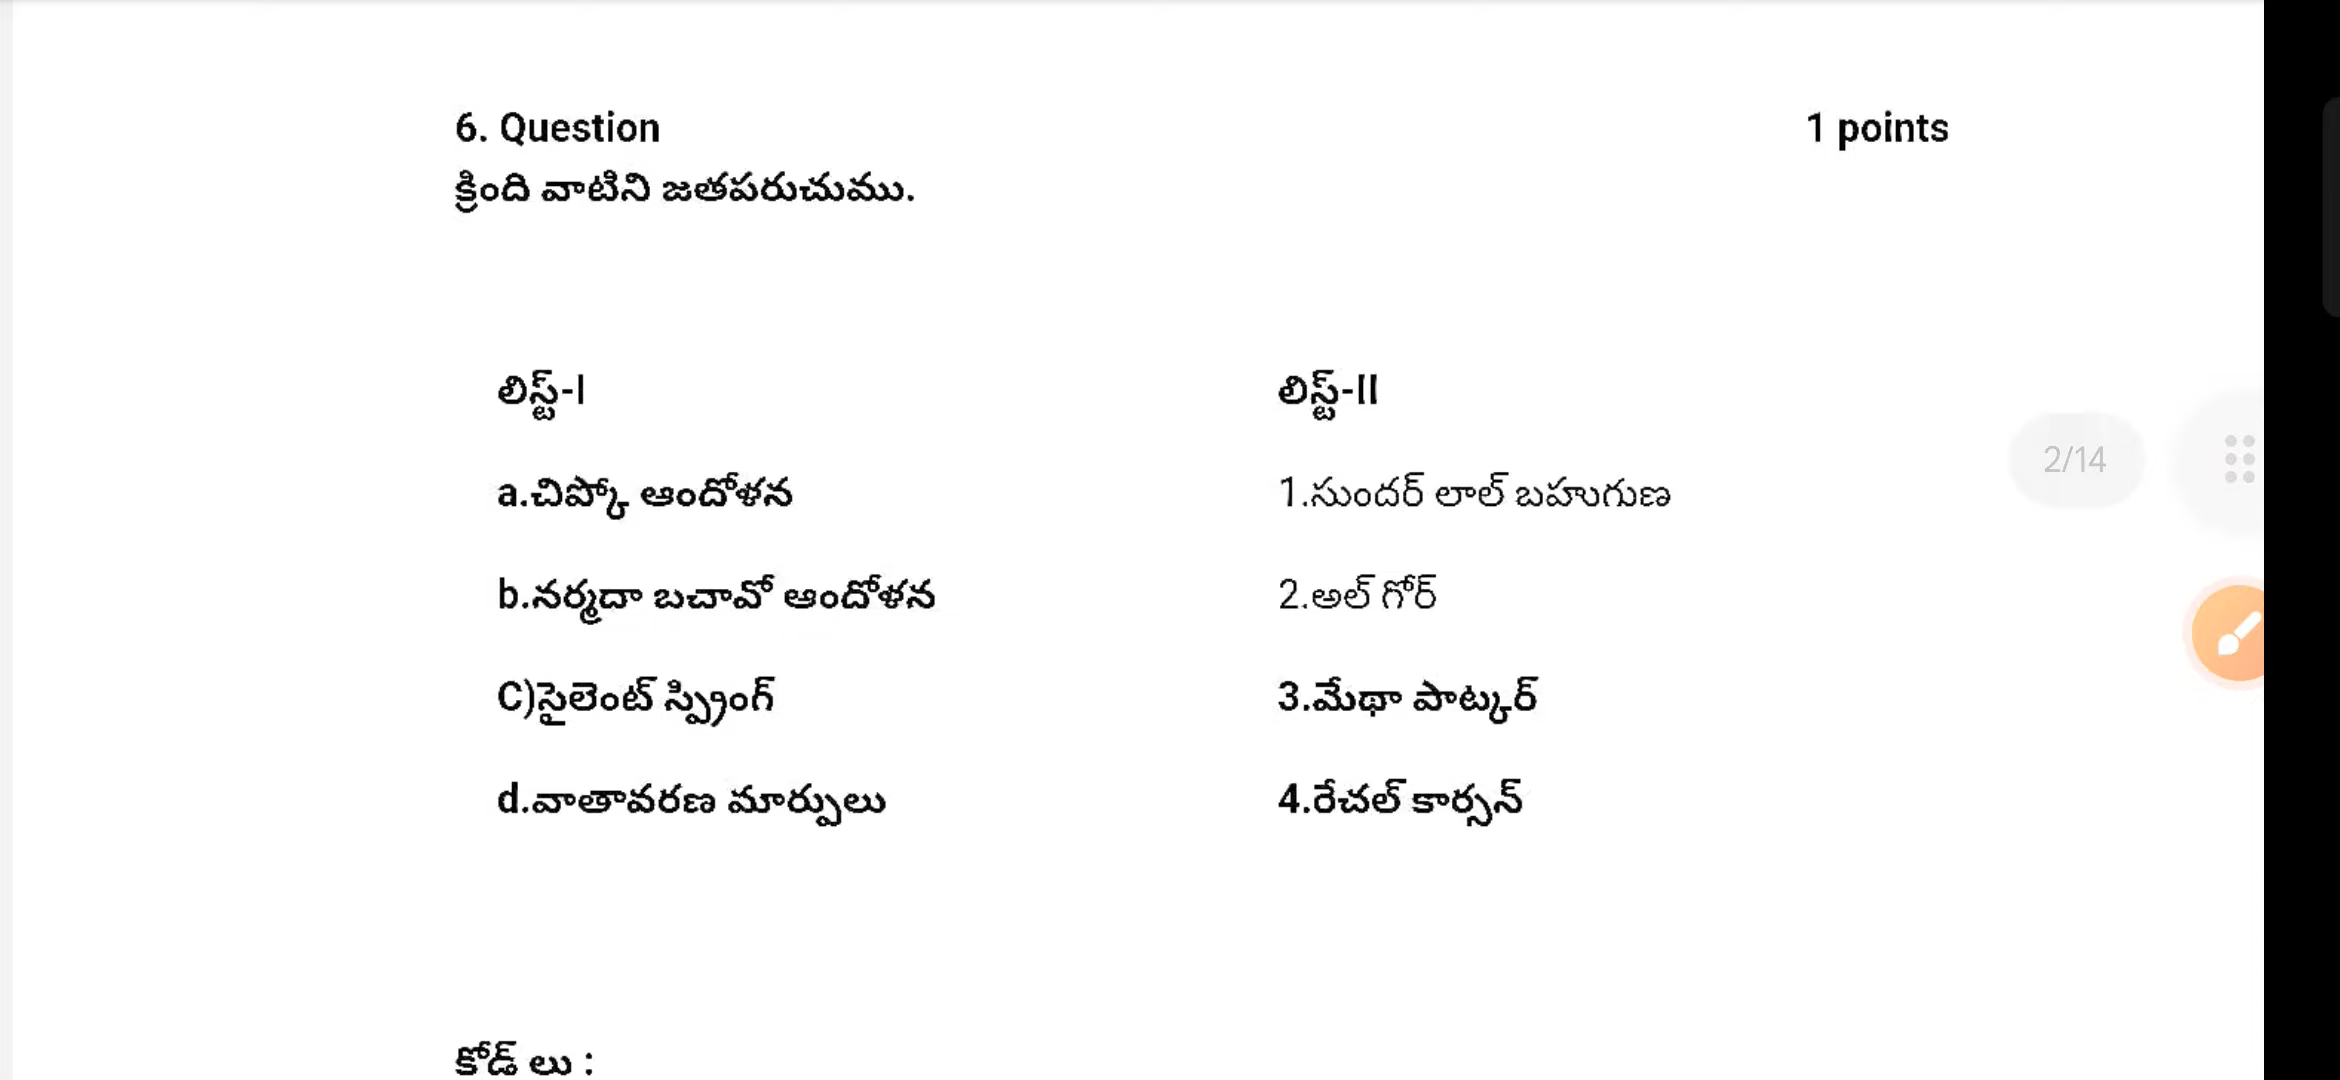 6. Question 1 points
క్రింది వాటిని జతపరుచుము.
లిస్ట్-I లిస్ట్-II
a.చిప్కో ఆందోళన 1.సుందర్ లాల్ బహుగుణ
2/14
b.నర్మదా బచావో ఆందోళన 2.అల్ గోర్
C)సైలెంట్ స్ప్రింగ్ 3.మేథా పాట్కర్
d.వాతావరణ మార్పులు 4.రేచల్ కార్సన్
కోడ్ లు :